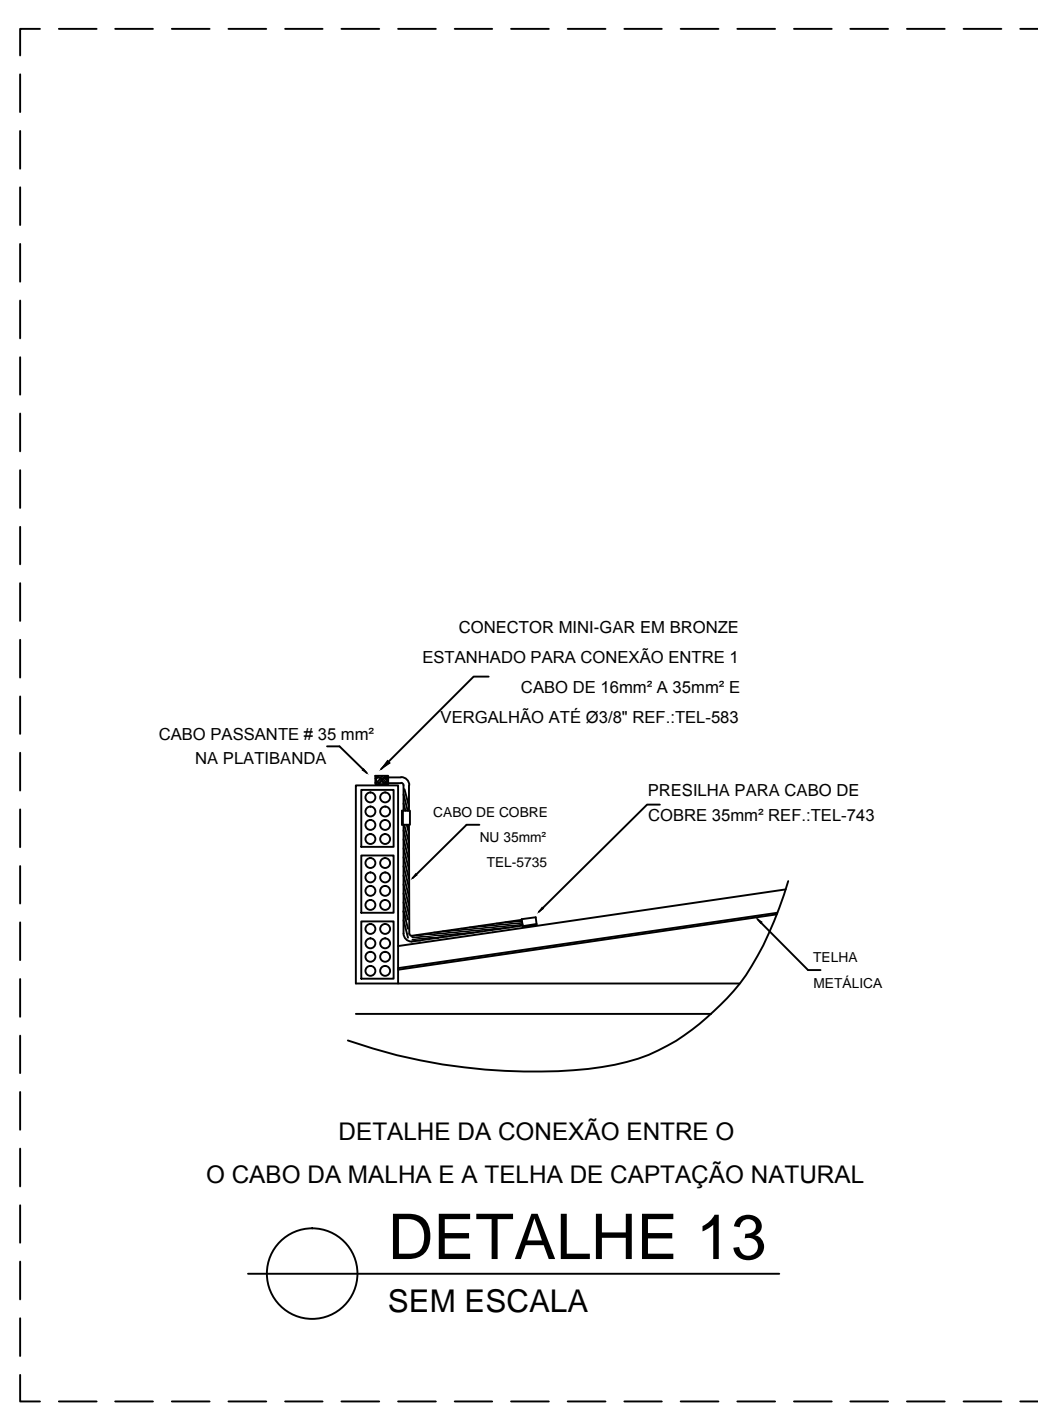 CONECTOR MINI-GAR EM BRONZE
ESTANHADO PARA CONEXÃO ENTRE 1
CABO DE 16mm² A 35mm² E
VERGALHÃO ATÉ Ø3/8" REF.:TEL-583
CABO PASSANTE # 35 mm²
NA PLATIBANDA
PRESILHA PARA CABO DE
COBRE 35mm² REF.:TEL-743
CABO DE COBRE
NU 35mm²
TEL-5735
TELHA
METÁLICA
DETALHE DA CONEXÃO ENTRE O
O CABO DA MALHA E A TELHA DE CAPTAÇÃO NATURAL
DETALHE 13
SEM ESCALA